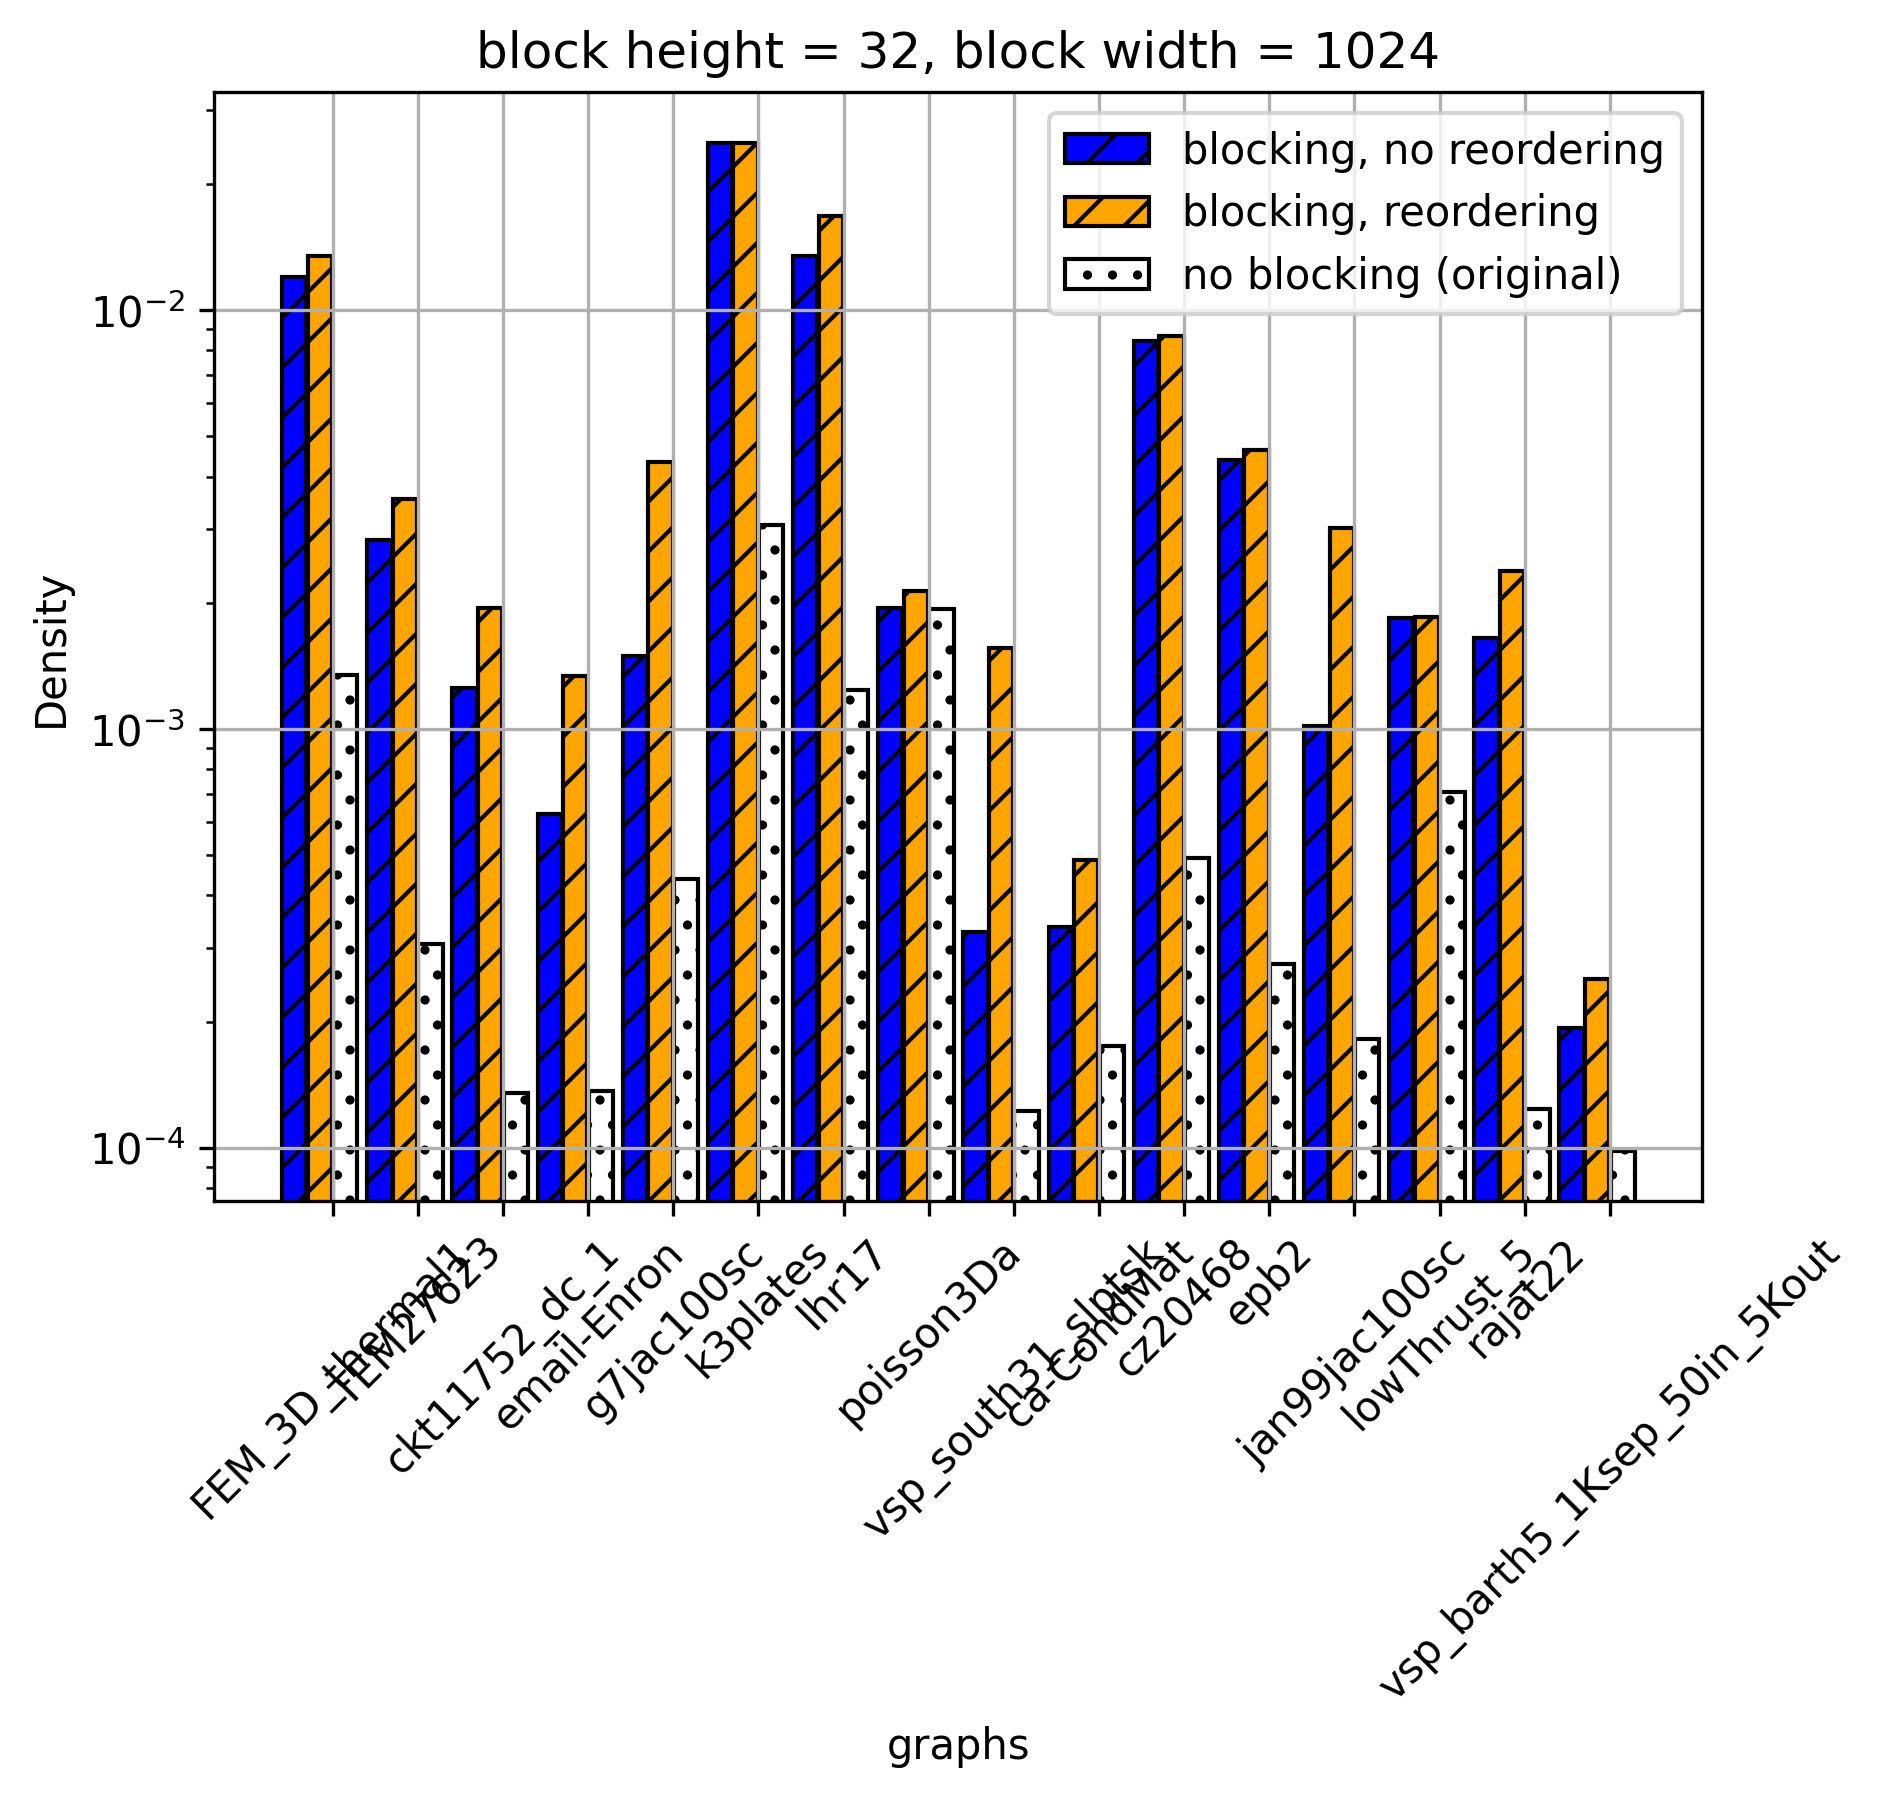 block height = 32, block width = 1024
blocking, no reordering
blocking, reordering
no blocking (original)
Density
10⁻²
10⁻³
10⁻⁴
FEM_3D_thermal1
FEM27623
ckt11752_dc_1
email-Enron
g7jac100sc
k3plates
lhr17
poisson3Da
vsp_south31_slptsk
ca-CondMat
cz20468
epb2
jan99jac100sc
lowThrust_5
rajat22
vsp_barth5_1Ksep_50in_5Kout
graphs